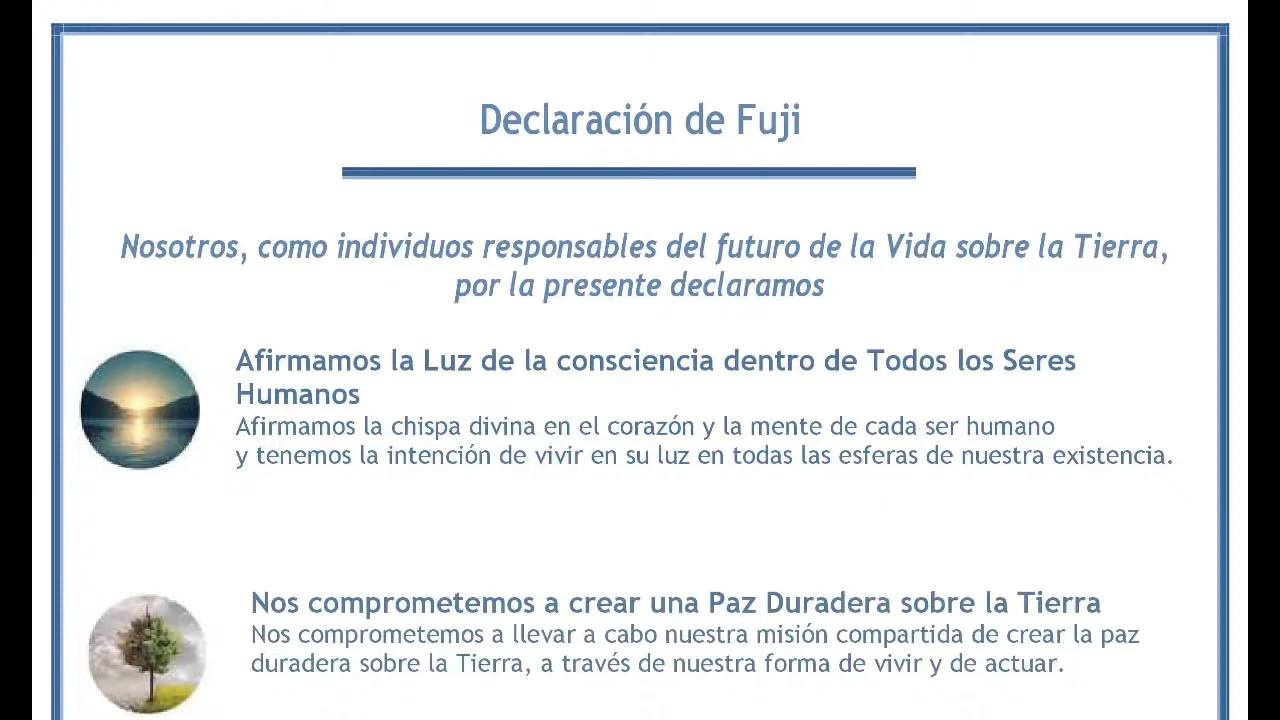 Declaración de Fuji
Nosotros, como individuos responsables del futuro de la Vida sobre la Tierra,
por la presente declaramos
Afirmamos la Luz de la consciencia dentro de Todos los Seres
Humanos
Afirmamos la chispa divina en el corazón y la mente de cada ser humano
y tenemos la intención de vivir en su luz en todas las esferas de nuestra existencia.
Nos comprometemos a crear una Paz Duradera sobre la Tierra
Nos comprometemos a llevar a cabo nuestra misión compartida de crear la paz
duradera sobre la Tierra, a través de nuestra forma de vivir y de actuar.